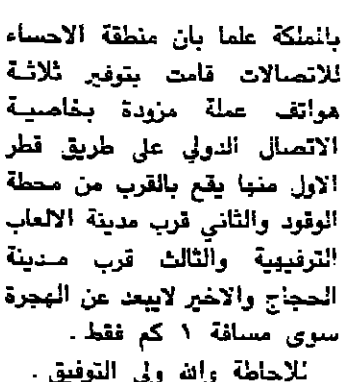 بالمملكة علما بان منطقة الاحساء
للاتصالات قامت بتوفير ثلاثة
هواتف عملة مزودة بخاصية
الاتصال الدولي على طريق قطر
الاول منها يقع بالقرب من محطة
الوقود والثاني قرب مدينة الالعاب
الترفيهية والثالث قرب مدينة
الحجاج والاخير لايبعد عن الهجرة
سوى مسافة ١ كم فقط .
للاحاطة والله ولي التوفيق .